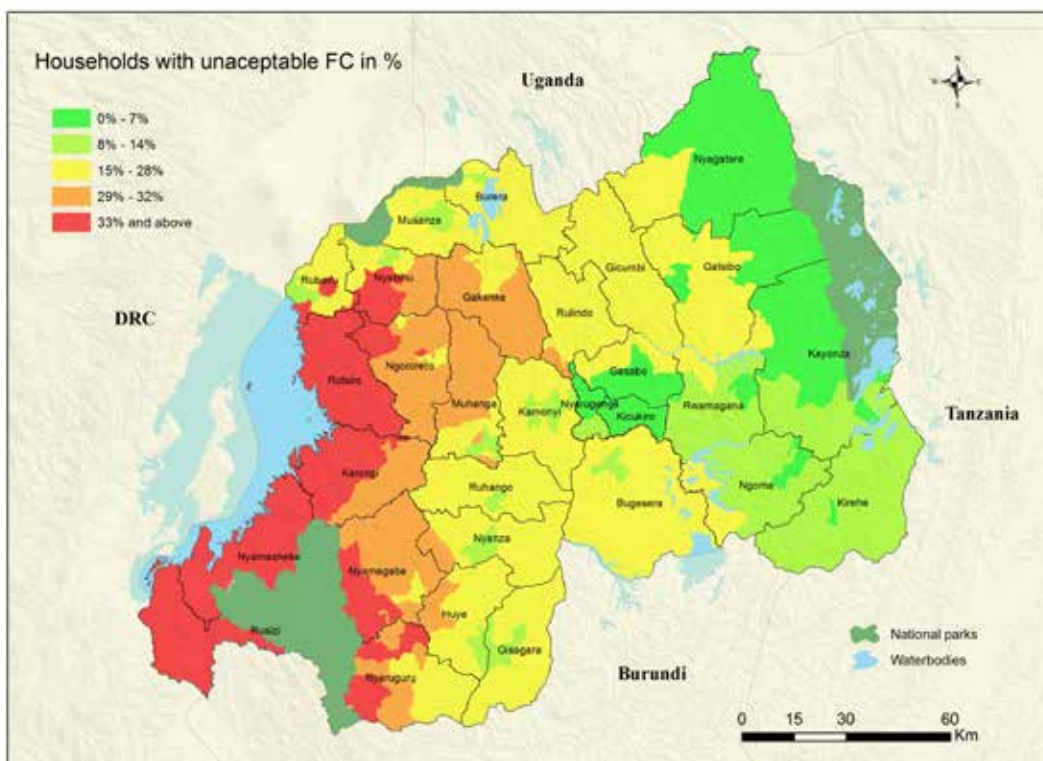 Households with unaceptable FC in %
0% - 7%
8% - 14%
15% - 28%
29% - 32%
33% and above
Uganda
N
W E
S
Nyagatare
Burera
Musanze
Rubavu
Nyabihu
Gicumbi
Gatsibo
Gakenke
Rulindo
DRC
Ngororero
Kayonza
Rutsiro
Gasabo
Muhanga
Kamonyi
Nyarugenge
Kicukiro
Rwamagana
Tanzania
Karongi
Ruhango
Bugesera
Ngoma
Kirehe
Nyanza
Nyamasheke
Nyamagabe
Huye
Rusizi
Gisagara
National parks
Burundi
Waterbodies
Nyaruguru
0 15 30 60
Km